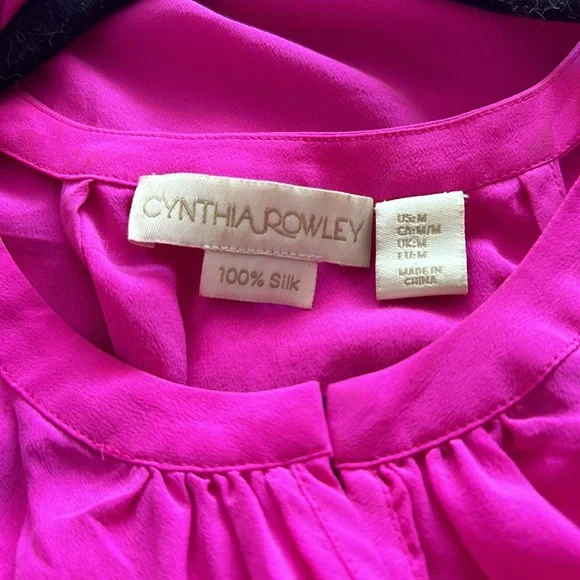 CYNTHIA ROWLEY
100% Silk
US:M
CA:M/M
UK:M
EU:M
MADE IN
CHINA